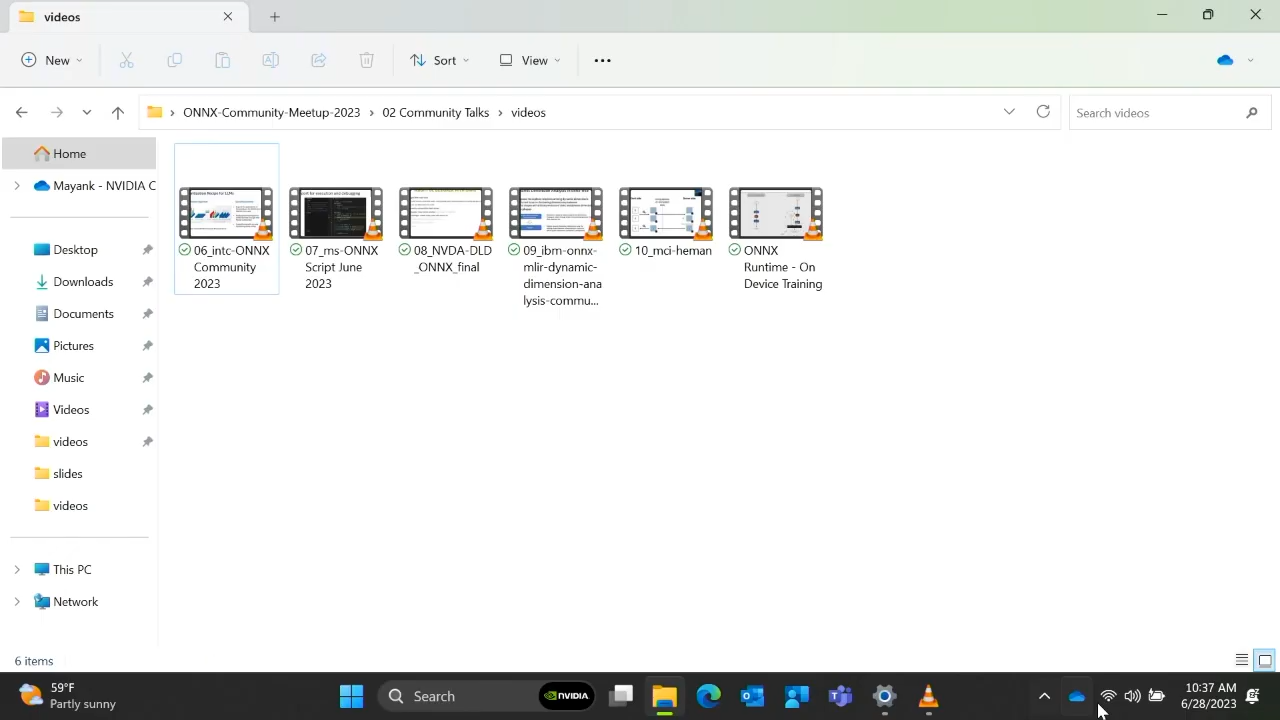 videos
New
Sort
View
ONNX-Community-Meetup-2023
02 Community Talks
videos
Search videos
Home
Mayank - NVIDIA C
Desktop
Downloads
Documents
Pictures
Music
Videos
videos
slides
videos
This PC
Network
06_intc-ONNX
Community
2023
07_ms-ONNX
Script June
2023
08_NVDA-DLD
_ONNX_final
09_ibm-onnx-
mlir-dynamic-
dimension-ana
lysis-commu...
10_mci-heman
ONNX
Runtime - On
Device Training
6 items
59°F
Partly sunny
Search
NVIDIA
10:37 AM
6/28/2023